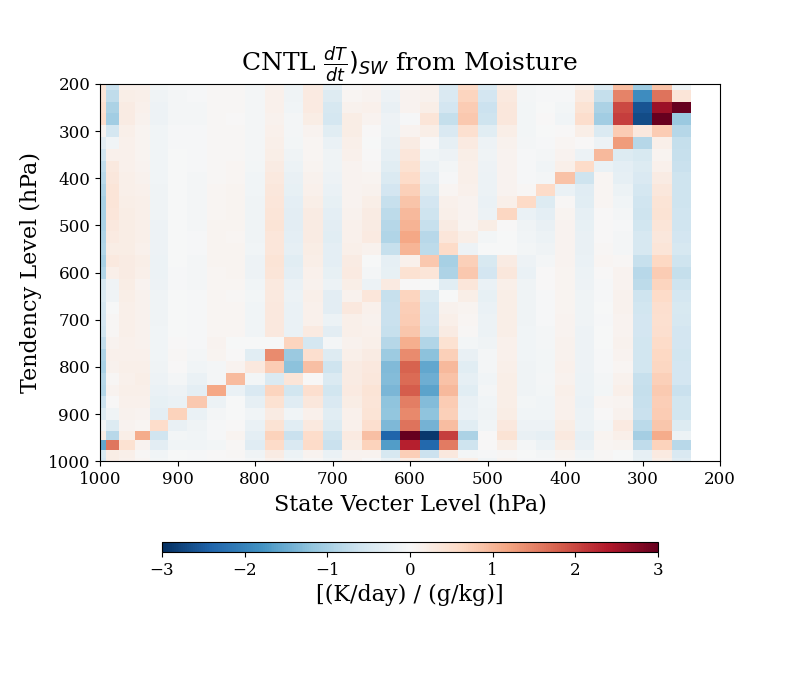 CNTL \frac{dT}{dt})_{SW} from Moisture
Tendency Level (hPa)
200
300
400
500
600
700
800
900
1000
1000 900 800 700 600 500 400 300 200
State Vecter Level (hPa)
−3 −2 −1 0 1 2 3
[(K/day) / (g/kg)]